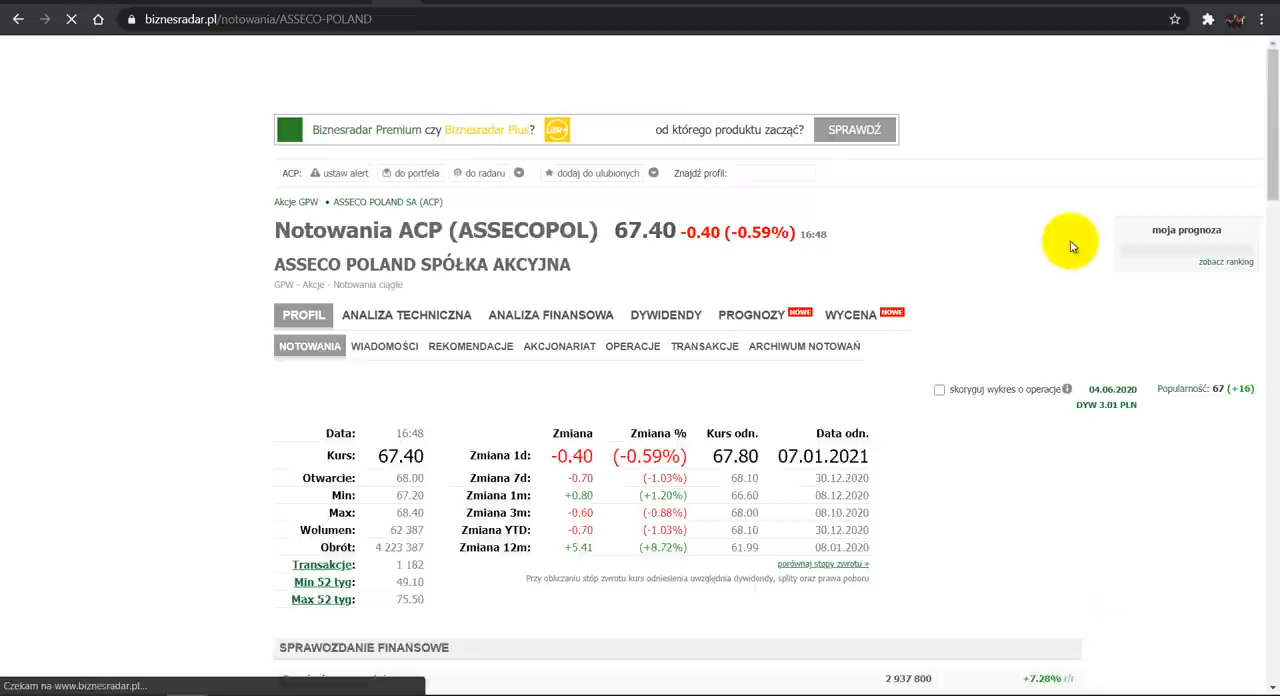 biznesradar.pl/notowania/ASSECO-POLAND
Biznesradar Premium czy Biznesradar Plus? od którego produktu zacząć? SPRAWDŹ
ACP: ustaw alert do portfela do radaru dodaj do ulubionych Znajdź profil:
Akcje GPW • ASSECO POLAND SA (ACP)
Notowania ACP (ASSECOPOL) 67.40 -0.40 (-0.59%) 16:48
moja prognoza
ASSECO POLAND SPÓŁKA AKCYJNA
zobacz ranking
GPW - Akcje - Notowania ciągłe
PROFIL ANALIZA TECHNICZNA ANALIZA FINANSOWA DYWIDENDY PROGNOZY NOWE WYCENA NOWE
NOTOWANIA WIADOMOŚCI REKOMENDACJE AKCJONARIAT OPERACJE TRANSAKCJE ARCHIWUM NOTOWAŃ
skoryguj wykres o operacje 04.06.2020 Popularność: 67 (+16)
DYW 3.01 PLN
Data: 16:48 Zmiana Zmiana % Kurs odn. Data odn.
Kurs: 67.40 Zmiana 1d: -0.40 (-0.59%) 67.80 07.01.2021
Otwarcie: 68.00 Zmiana 7d: -0.70 (-1.03%) 68.10 30.12.2020
Min: 67.20 Zmiana 1m: +0.80 (+1.20%) 66.60 08.12.2020
Max: 68.40 Zmiana 3m: -0.60 (-0.88%) 68.00 08.10.2020
Wolumen: 62 387 Zmiana YTD: -0.70 (-1.03%) 68.10 30.12.2020
Obrót: 4 223 387 Zmiana 12m: +5.41 (+8.72%) 61.99 08.01.2020
Transakcje: 1 182 porównaj stopy zwrotu »
Min 52 tyg: 49.10 Przy obliczaniu stóp zwrotu kurs odniesienia uwzględnia dywidendy, splity oraz prawa poboru
Max 52 tyg: 75.50
SPRAWOZDANIE FINANSOWE
2 937 800 +7.28% r/r
Czekam na www.biznesradar.pl...